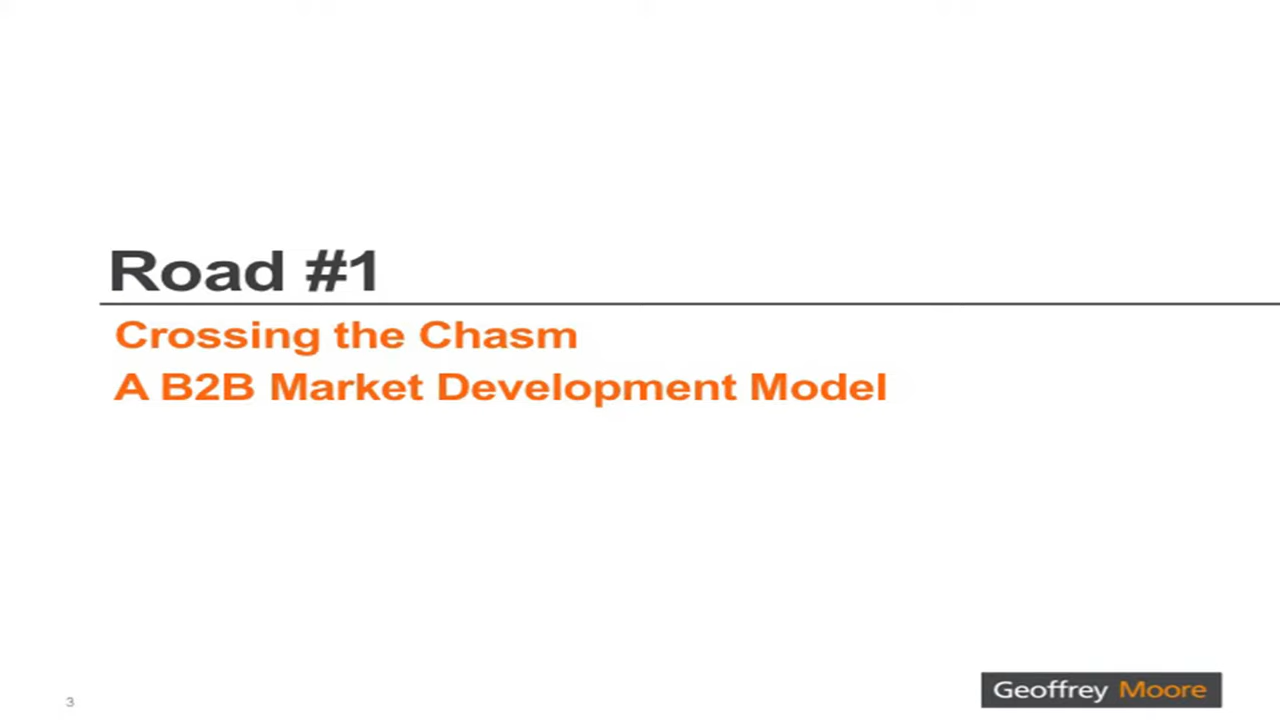 Road #1
Crossing the Chasm
A B2B Market Development Model
3
Geoffrey Moore